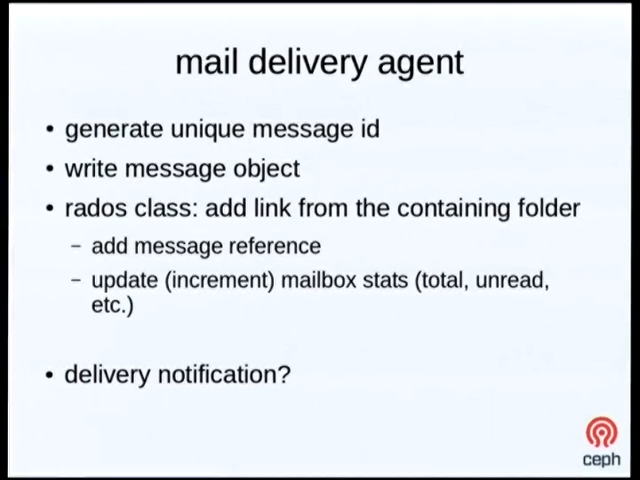 mail delivery agent
• generate unique message id
• write message object
• rados class: add link from the containing folder
– add message reference
– update (increment) mailbox stats (total, unread,
etc.)
• delivery notification?
ceph